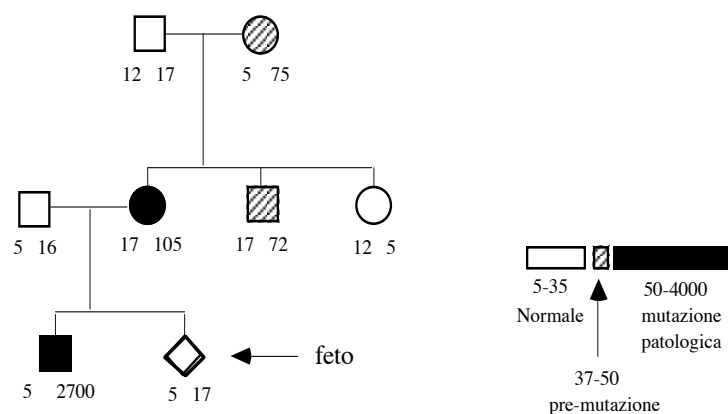 12 17
5 75
5 16
17 105
17 72
12 5
5 2700
5 17
feto
5-35
Normale
50-4000
mutazione
patologica
37-50
pre-mutazione